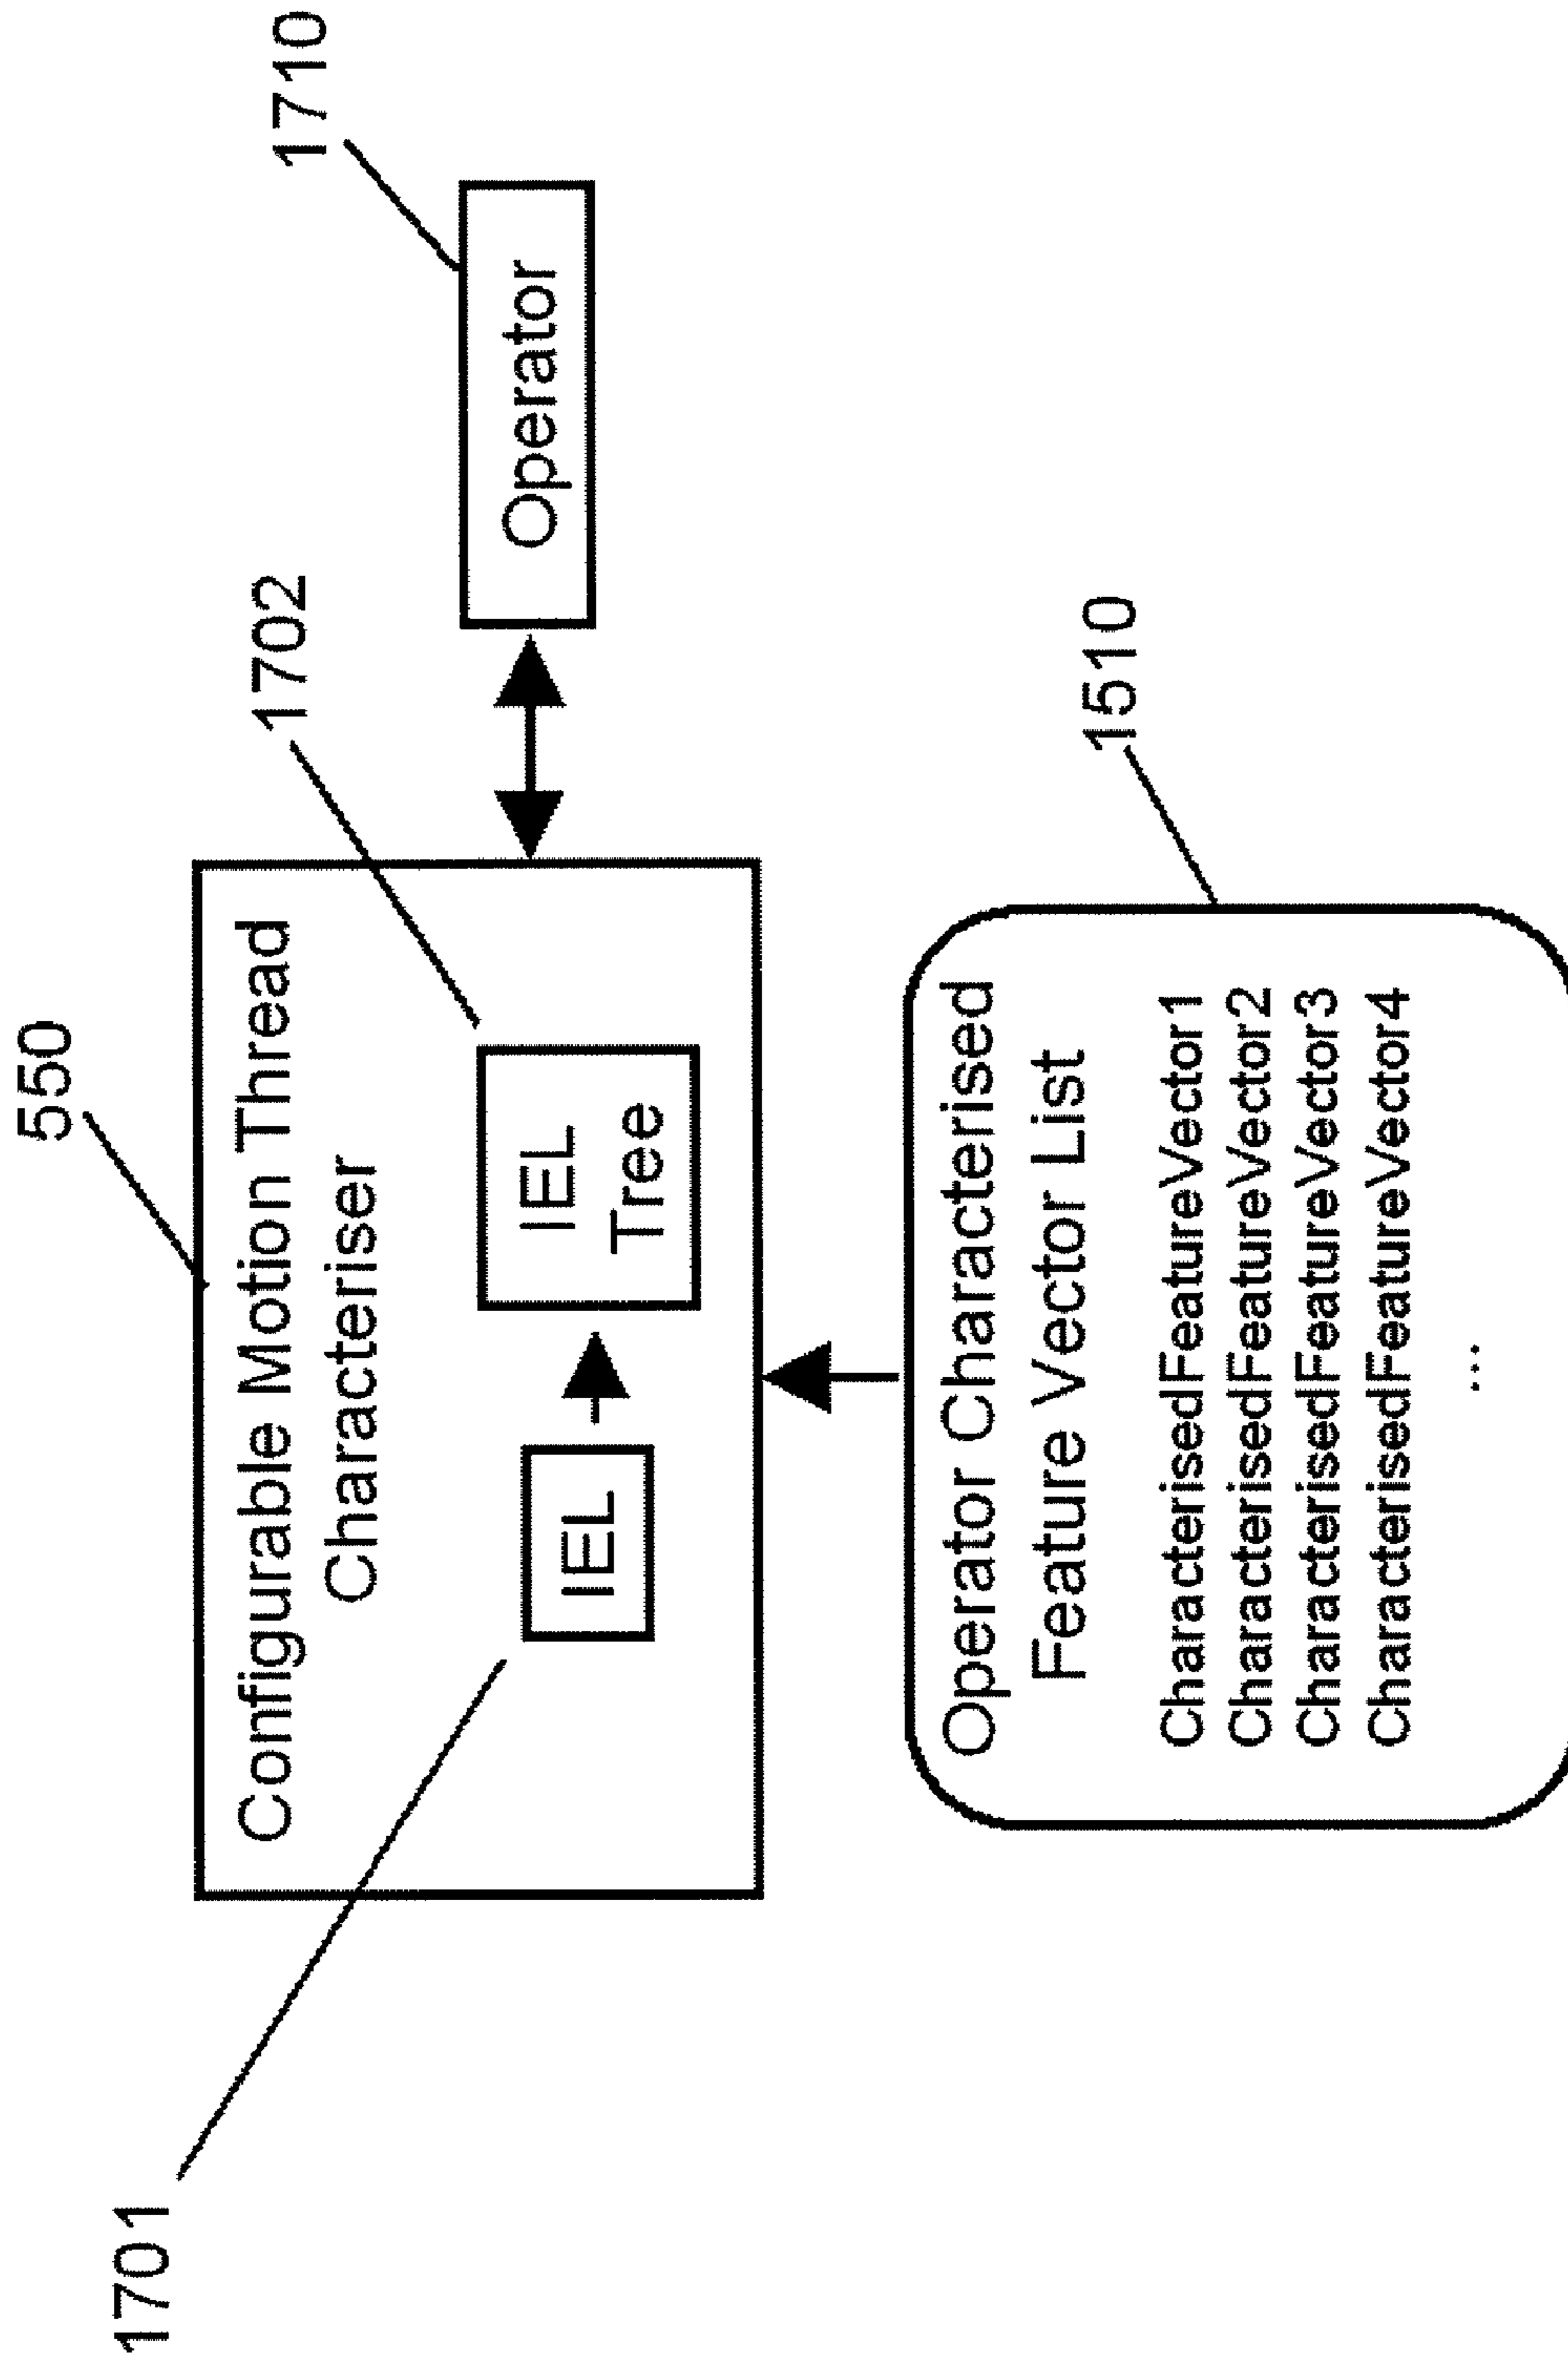 550
1702
1710
Configurable Motion Thread
Characteriser
IEL
IEL
Tree
Operator
1701
1510
Operator Characterised
Feature Vector List
CharacterisedFeatureVector1
CharacterisedFeatureVector2
CharacterisedFeatureVector3
CharacterisedFeatureVector4
...